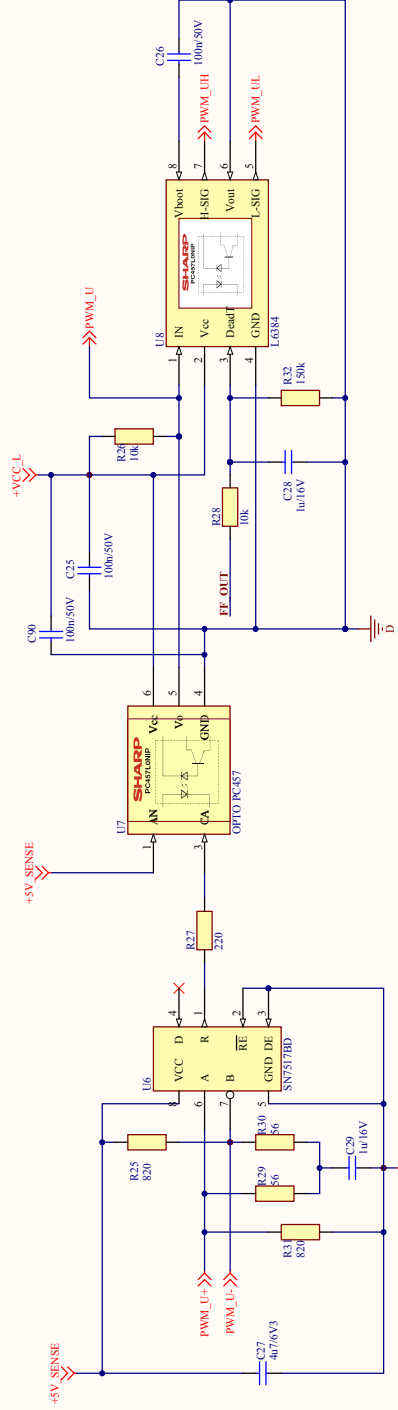 +5V_SENSE
C27
4u7/6V3
PWM_U+
PWM_U-
R25
820
R31
820
R29
56
R30
56
C29
1u/16V
U6
8
VCC
D
4
6
A
R
1
7
B
RE
2
5
GND
DE
3
SN7517BD
R27
220
+5V_SENSE
U7
1
AN
Vcc
6
Vo
5
3
CA
GND
4
SHARP
PC457L0NIP
OPTO PC457
C90
100n/50V
C25
100n/50V
+VCC_L
R26
10k
FF_OUT
R28
10k
C28
1u/16V
R32
150k
D
PWM_U
U8
1
IN
Vboot
8
2
Vcc
H-SIG
7
3
DeadT
Vout
6
4
GND
L-SIG
5
SHARP
PC457L0NIP
L6384
C26
100n/50V
PWM_UH
PWM_UL